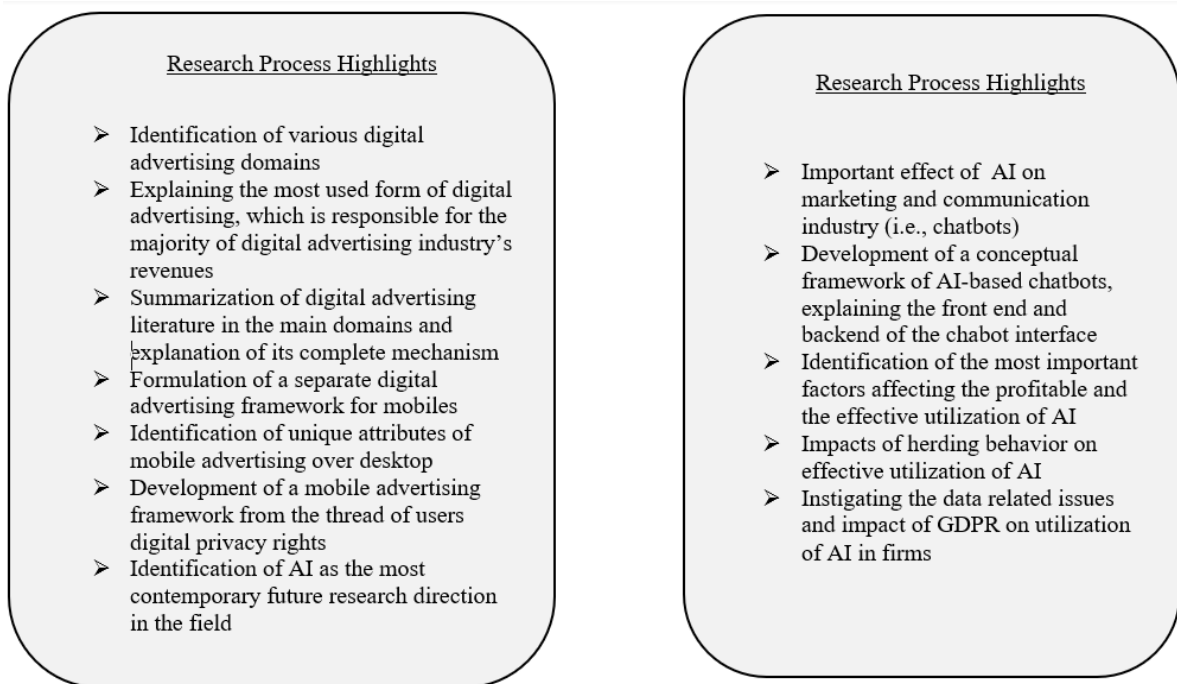 Research Process Highlights
➢ Identification of various digital
advertising domains
➢ Explaining the most used form of digital
advertising, which is responsible for the
majority of digital advertising industry’s
revenues
➢ Summarization of digital advertising
literature in the main domains and
explanation of its complete mechanism
➢ Formulation of a separate digital
advertising framework for mobiles
➢ Identification of unique attributes of
mobile advertising over desktop
➢ Development of a mobile advertising
framework from the thread of users
digital privacy rights
➢ Identification of AI as the most
contemporary future research direction
in the field
Research Process Highlights
➢ Important effect of AI on
marketing and communication
industry (i.e., chatbots)
➢ Development of a conceptual
framework of AI-based chatbots,
explaining the front end and
backend of the chabot interface
➢ Identification of the most important
factors affecting the profitable and
the effective utilization of AI
➢ Impacts of herding behavior on
effective utilization of AI
➢ Instigating the data related issues
and impact of GDPR on utilization
of AI in firms